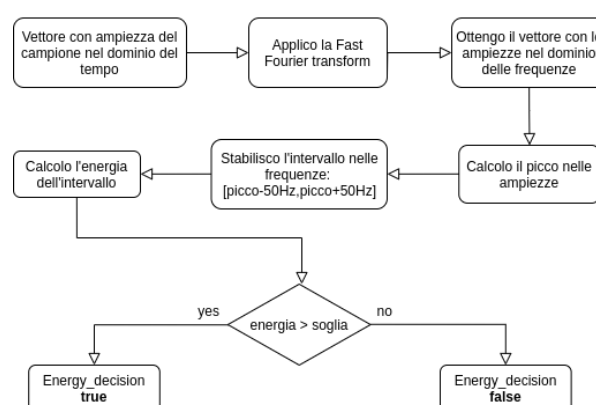 Vettore con ampiezza del
campione nel dominio del
tempo
Applico la Fast
Fourier transform
Ottengo il vettore con
ampiezze nel dominio
delle frequenze
Calcolo il picco nelle
ampiezze
Stabilisco l'intervallo nelle
frequenze:
[picco-50Hz,picco+50Hz]
Calcolo l'energia
dell'intervallo
energia > soglia
yes
no
Energy_decision
true
Energy_decision
false